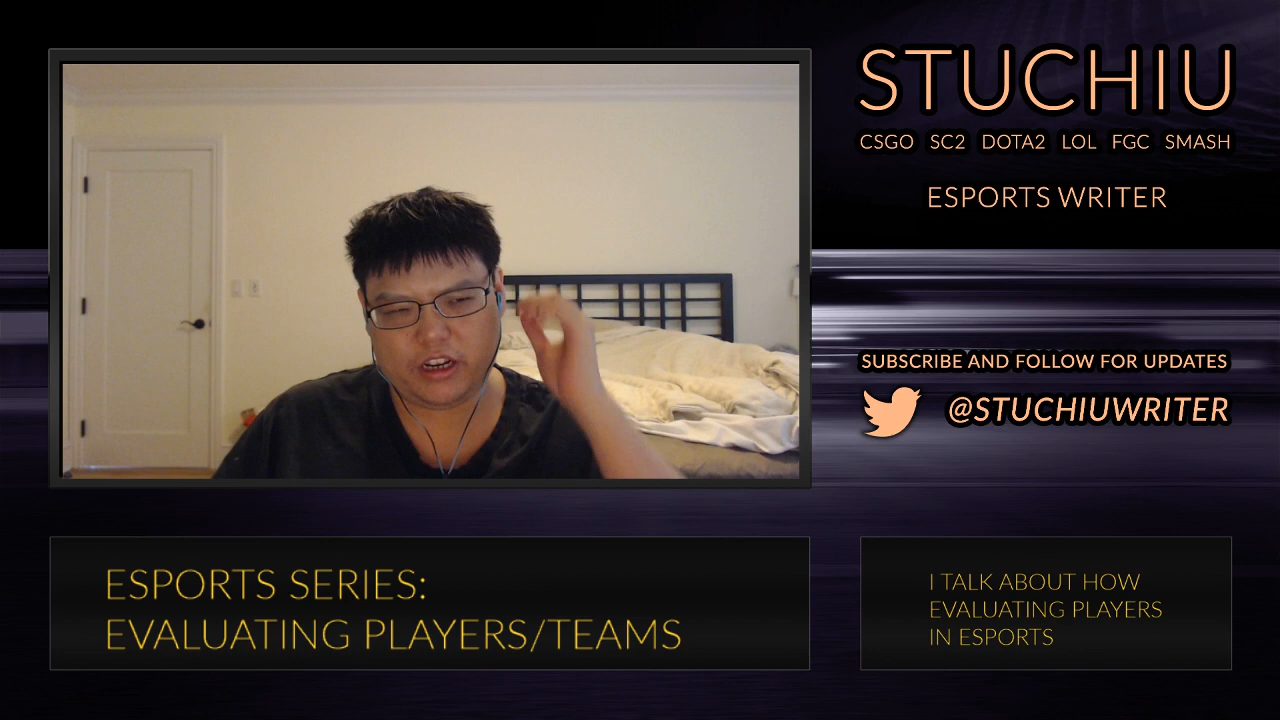 STUCHIU
CSGO SC2 DOTA2 LOL FGC SMASH
ESPORTS WRITER
SUBSCRIBE AND FOLLOW FOR UPDATES
@STUCHIUWRITER
ESPORTS SERIES:
EVALUATING PLAYERS/TEAMS
I TALK ABOUT HOW
EVALUATING PLAYERS
IN ESPORTS